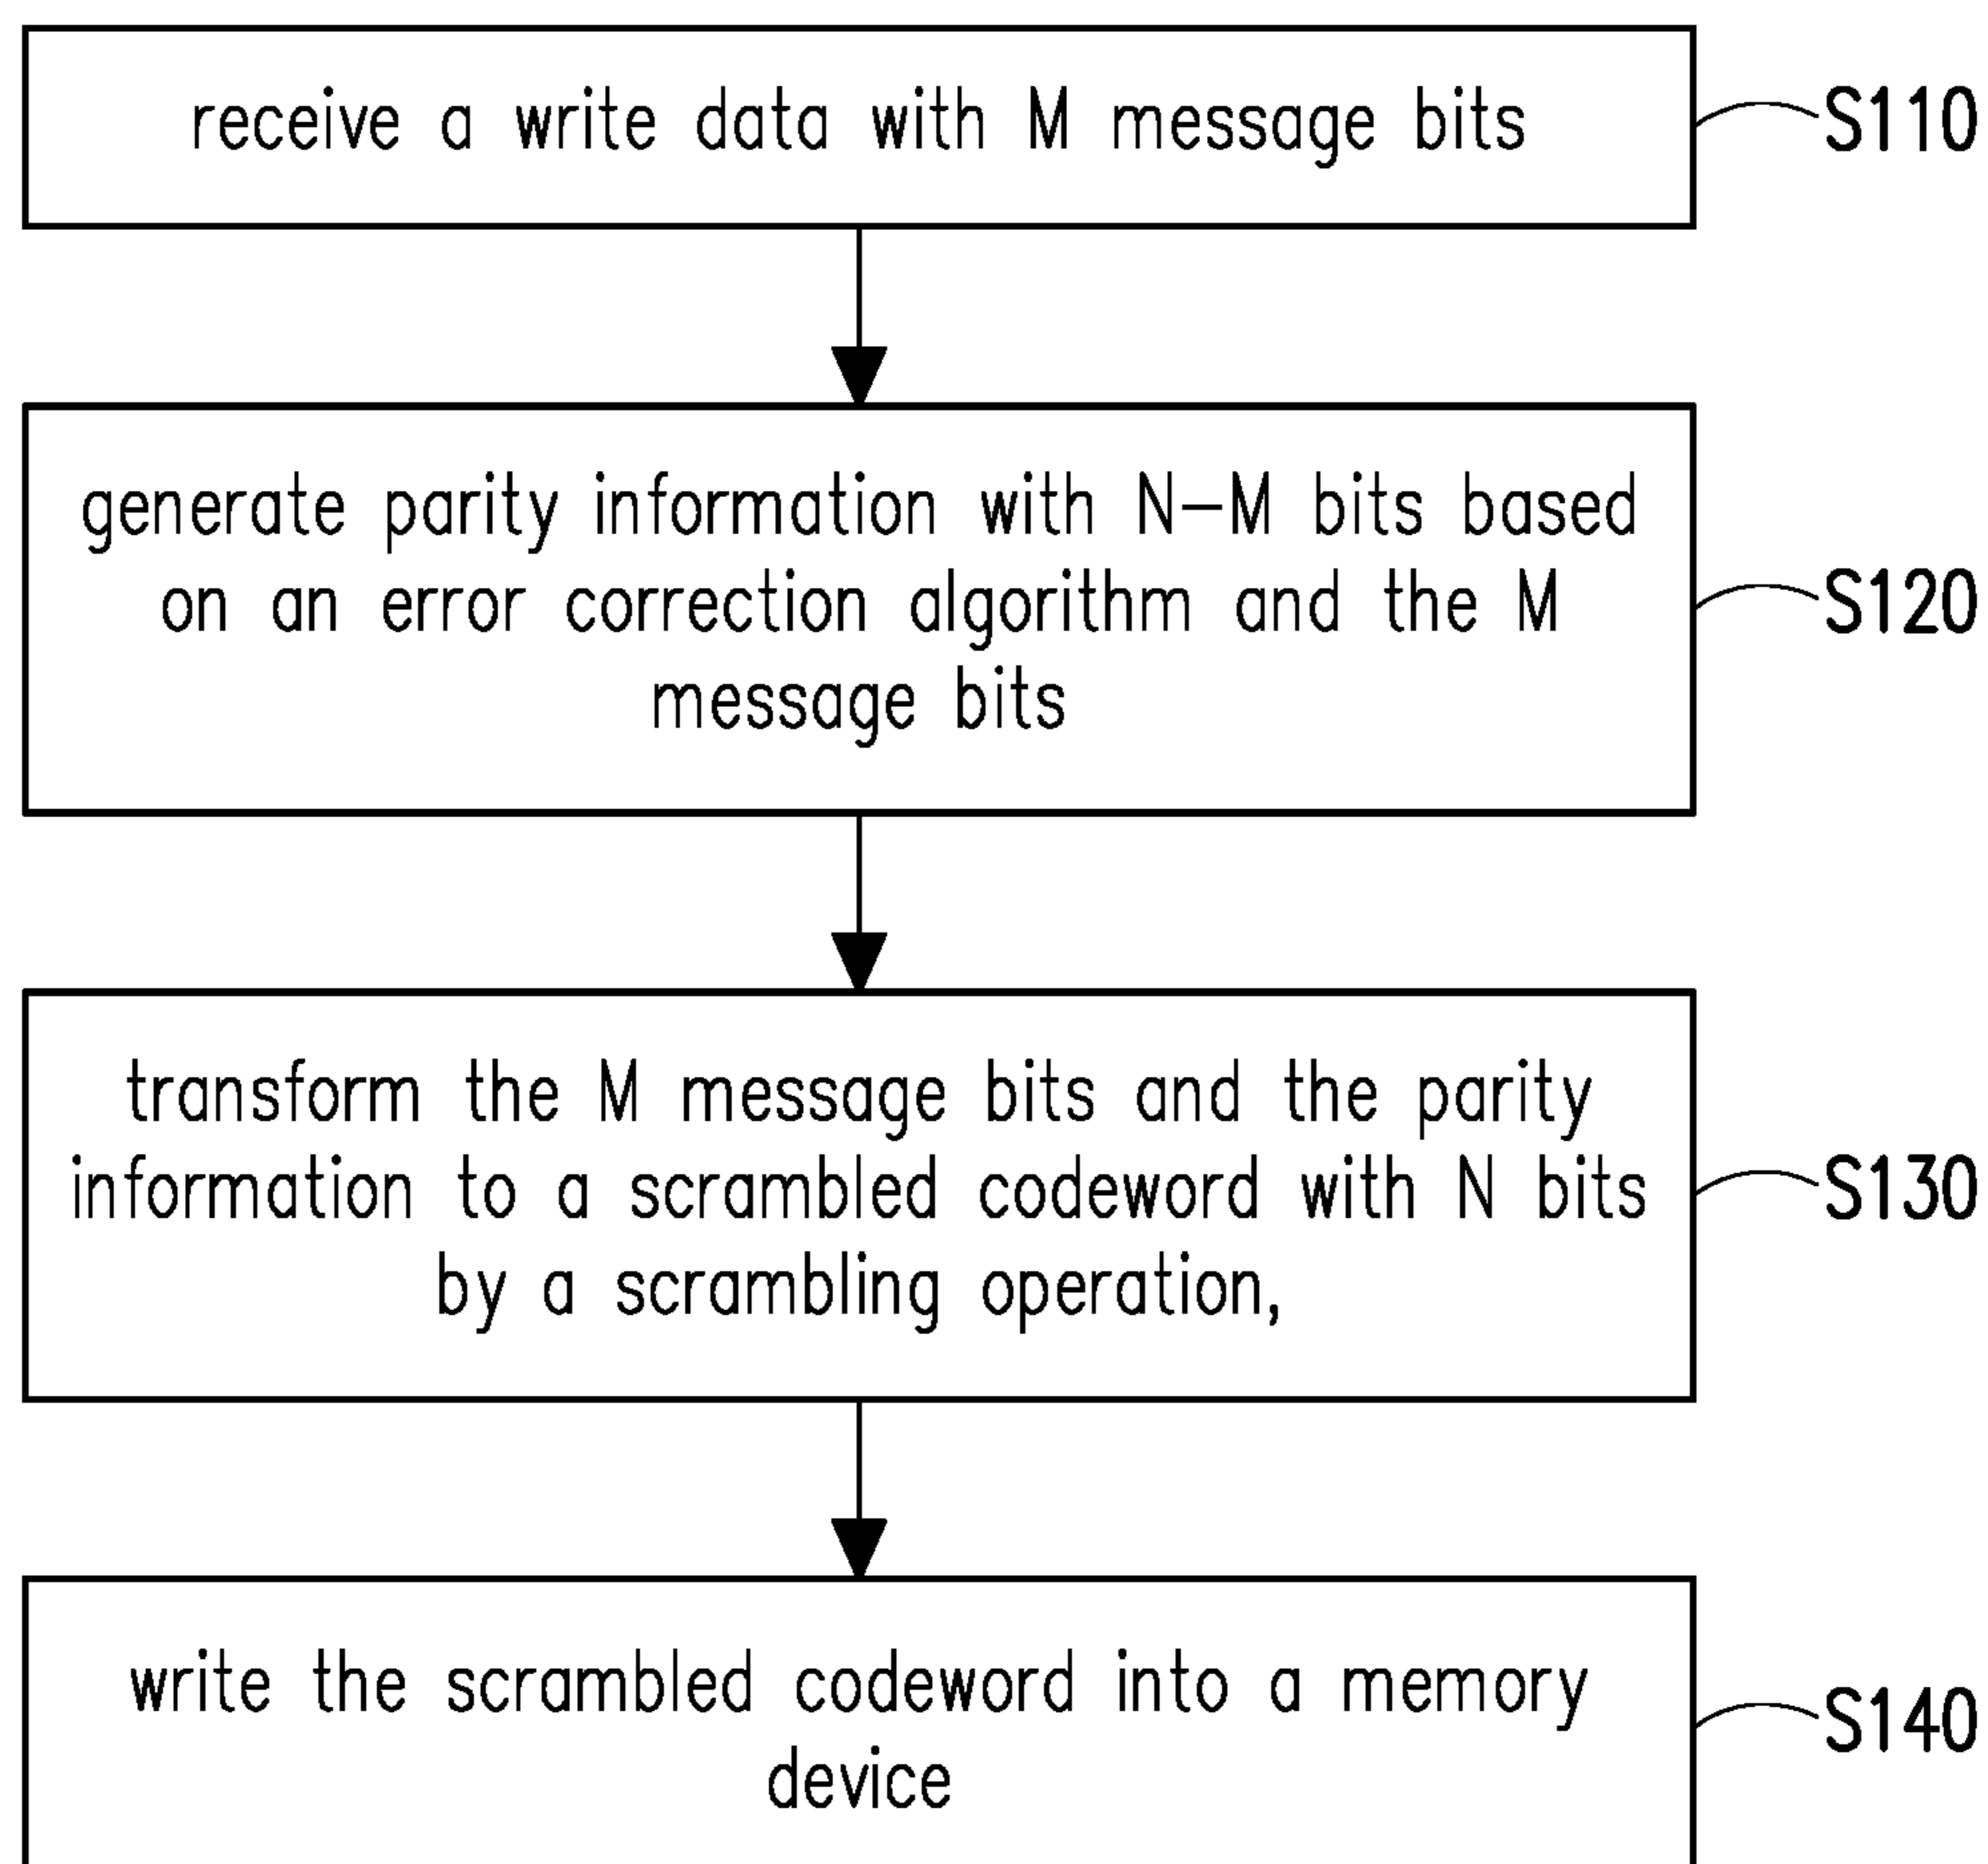 receive a write data with M message bits
S110
generate parity information with N-M bits based
on an error correction algorithm and the M
message bits
S120
transform the M message bits and the parity
information to a scrambled codeword with N bits
by a scrambling operation,
S130
write the scrambled codeword into a memory
device
S140